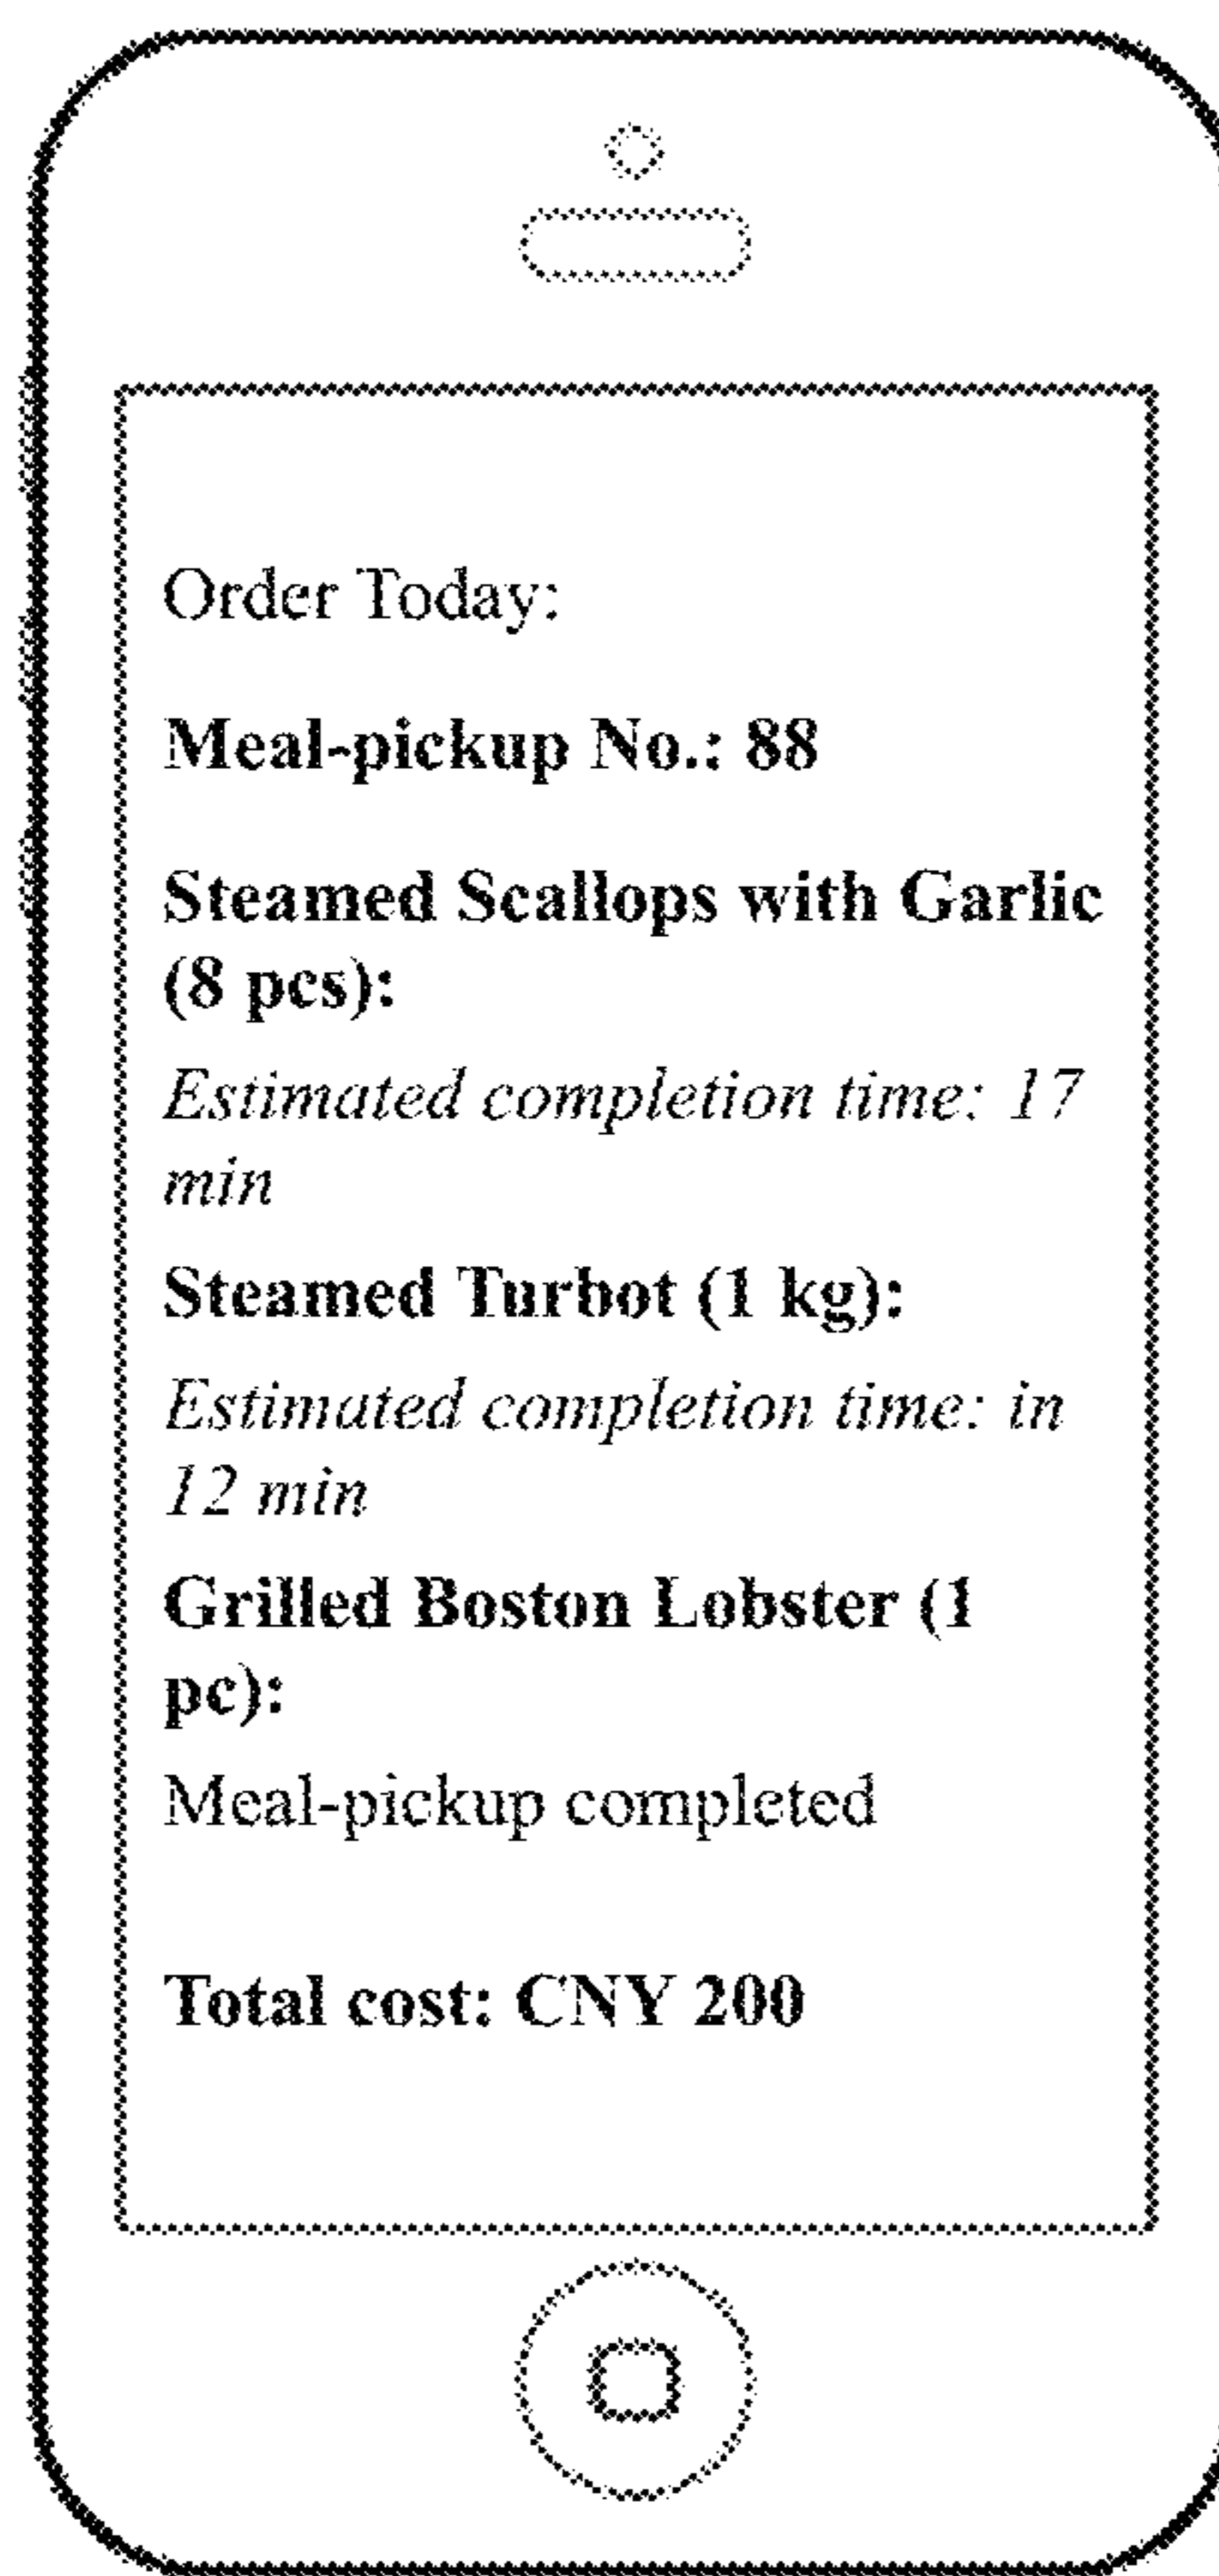 Order Today:
Meal-pickup No.: 88
Steamed Scallops with Garlic
(8 pcs):
Estimated completion time: 17
min
Steamed Turbot (1 kg):
Estimated completion time: in
12 min
Grilled Boston Lobster (1
pc):
Meal-pickup completed
Total cost: CNY 200